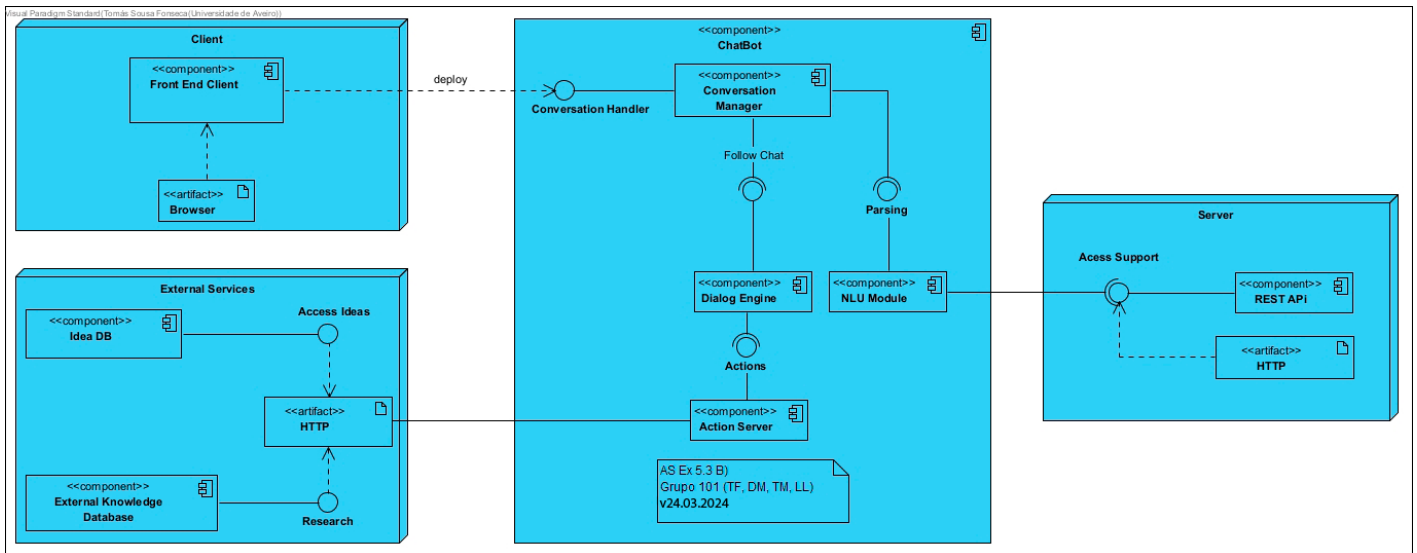 Visual Paradigm Standard(Tomás Sousa Fonseca(Universidade de Aveiro))
Client
<<component>>
Front End Client
<<artifact>>
Browser
deploy
<<component>>
ChatBot
Conversation Handler
<<component>>
Conversation
Manager
Follow Chat
Parsing
<<component>>
Dialog Engine
<<component>>
NLU Module
Actions
<<component>>
Action Server
AS Ex 5.3 B)
Grupo 101 (TF, DM, TM, LL)
v24.03.2024
External Services
<<component>>
Idea DB
Access Ideas
<<artifact>>
HTTP
<<component>>
External Knowledge
Database
Research
Server
Acess Support
<<component>>
REST APi
<<artifact>>
HTTP